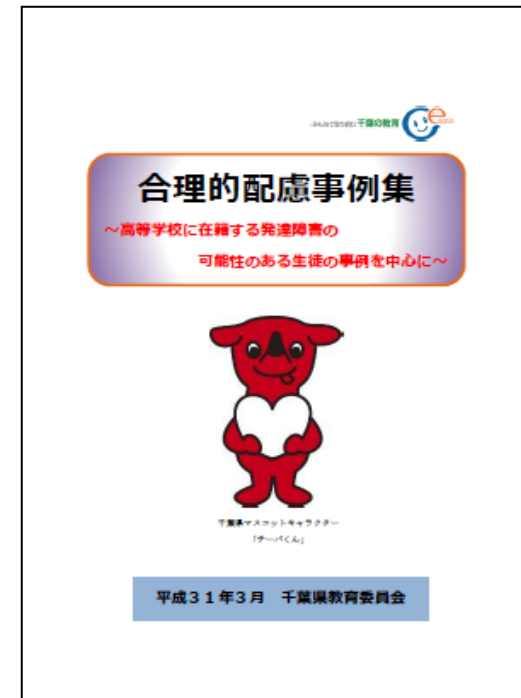 千葉の教育
合理的配慮事例集
~高等学校に在籍する発達障害の
可能性のある生徒の事例を中心に~
千葉県マスコットキャラクター
「チーバくん」
平成31年3月 千葉県教育委員会